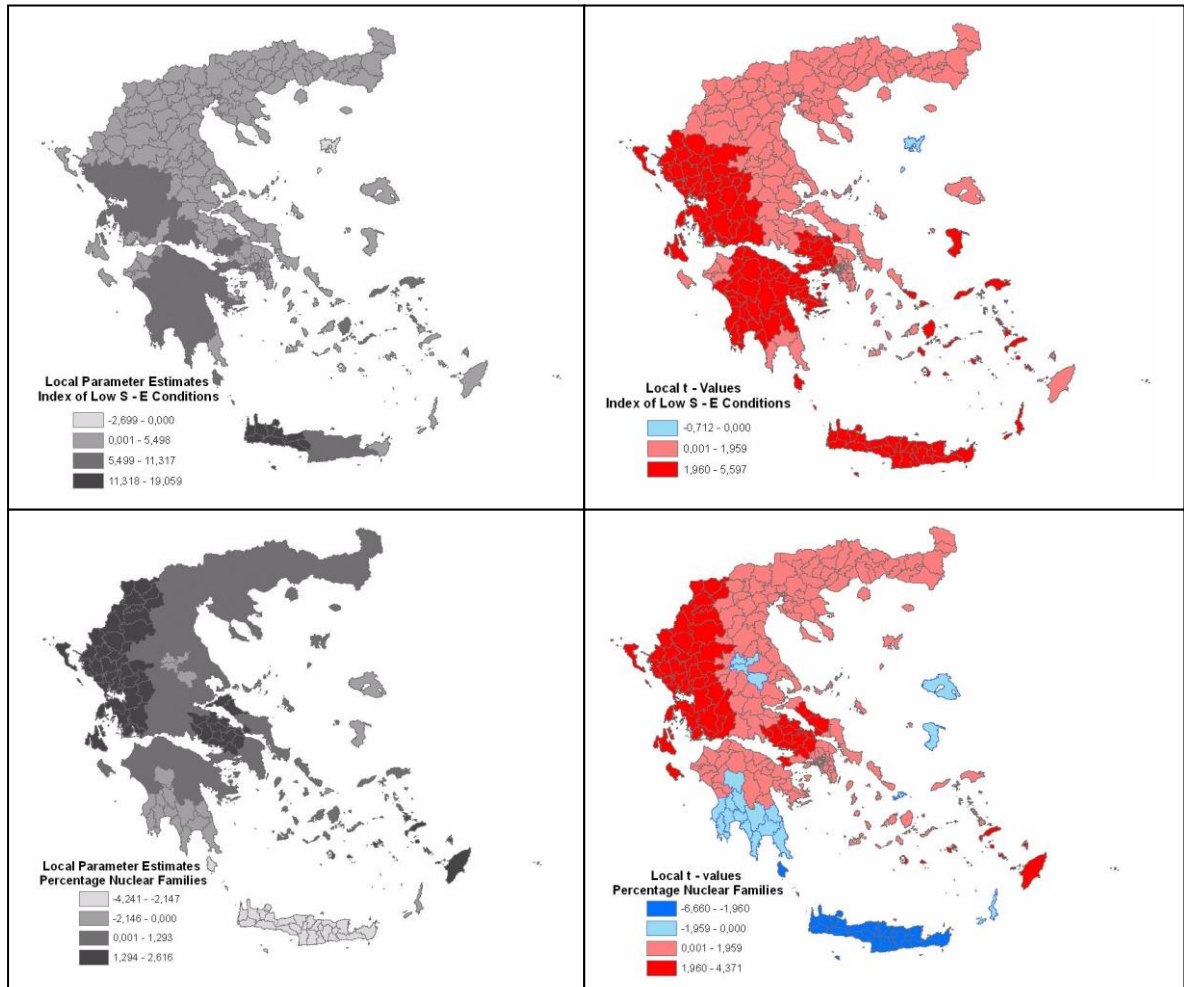 Local Parameter Estimates
Index of Low S - E Conditions
-2,699 - 0,000
0,001 - 5,498
5,499 - 11,317
11,318 - 19,059
Local t - Values
Index of Low S - E Conditions
-0,712 - 0,000
0,001 - 1,959
1,960 - 5,597
Local Parameter Estimates
Percentage Nuclear Families
-4,241 - -2,147
-2,146 - 0,000
0,001 - 1,293
1,294 - 2,616
Local t - values
Percentage Nuclear Families
-6,660 - -1,960
-1,959 - 0,000
0,001 - 1,959
1,960 - 4,371